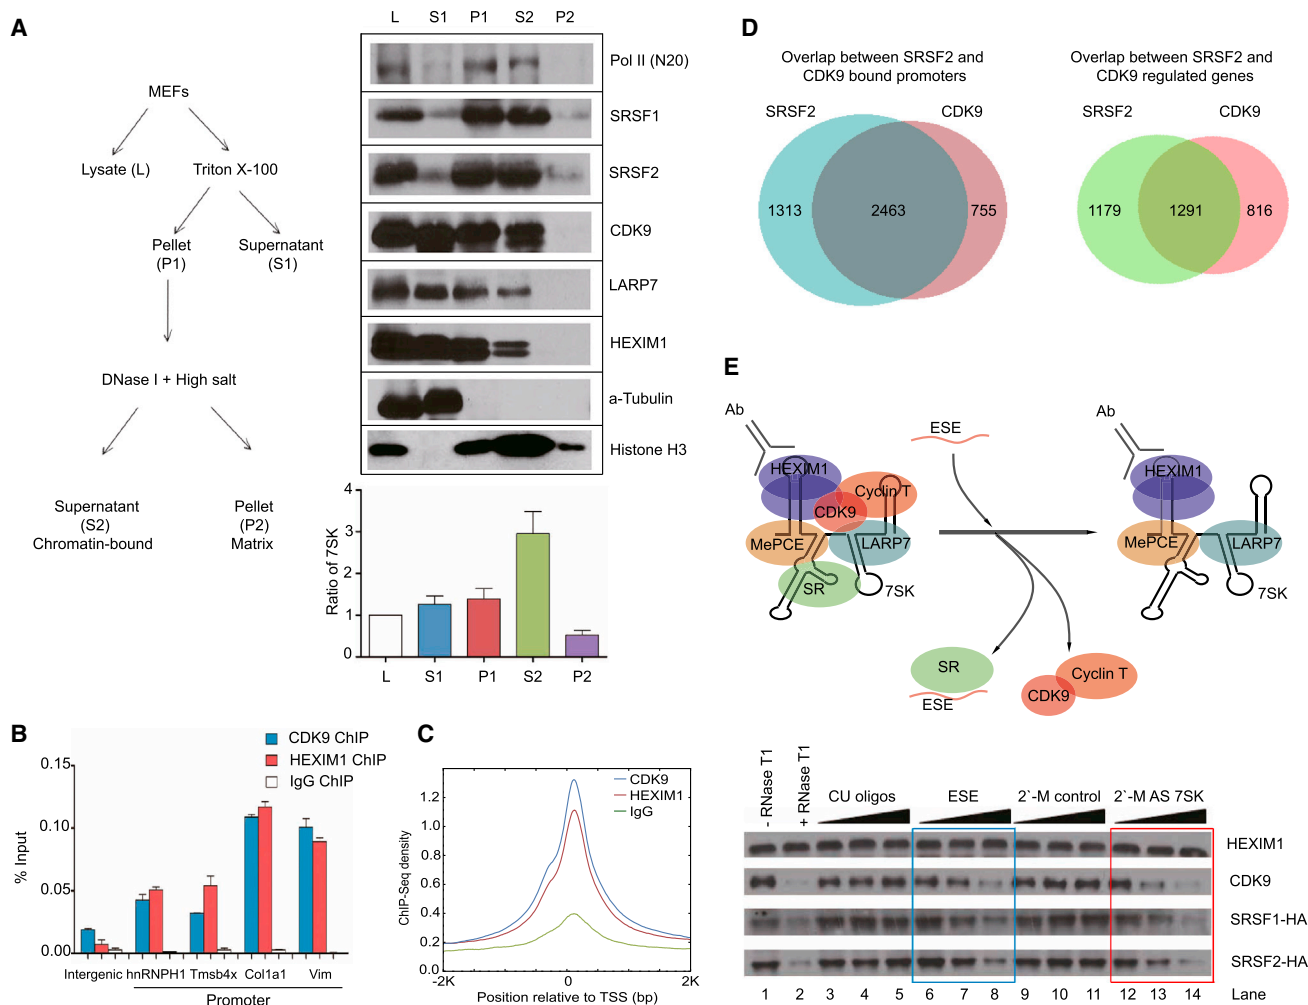 A
MEFs
Lysate (L)
Triton X-100
Pellet
(P1)
Supernatant
(S1)
DNase I + High salt
Supernatant
(S2)
Chromatin-bound
Pellet
(P2)
Matrix
L S1 P1 S2 P2
Pol II (N20)
SRSF1
SRSF2
CDK9
LARP7
HEXIM1
a-Tubulin
Histone H3
Ratio of 7SK
4
3
2
1
0
L S1 P1 S2 P2
B
CDK9 ChIP
HEXIM1 ChIP
IgG ChIP
% Input
0.15
0.10
0.05
0.00
Intergenic hnRNPH1 Tmsb4x Col1a1 Vim
Promoter
C
CDK9
HEXIM1
IgG
ChIP-Seq density
1.2
1.0
0.8
0.6
0.4
0.2
0.0
-2K 0 2K
Position relative to TSS (bp)
D
Overlap between SRSF2 and
CDK9 bound promoters
SRSF2 CDK9
1313 2463 755
Overlap between SRSF2 and
CDK9 regulated genes
SRSF2 CDK9
1179 1291 816
E
Ab
HEXIM1
Cyclin T
CDK9
MePCE
LARP7
SR
7SK
ESE
SR
ESE
Cyclin T
CDK9
Ab
HEXIM1
MePCE
LARP7
7SK
- RNase T1
+ RNase T1
CU oligos ESE 2`-M control 2`-M AS 7SK
HEXIM1
CDK9
SRSF1-HA
SRSF2-HA
1 2 3 4 5 6 7 8 9 10 11 12 13 14 Lane